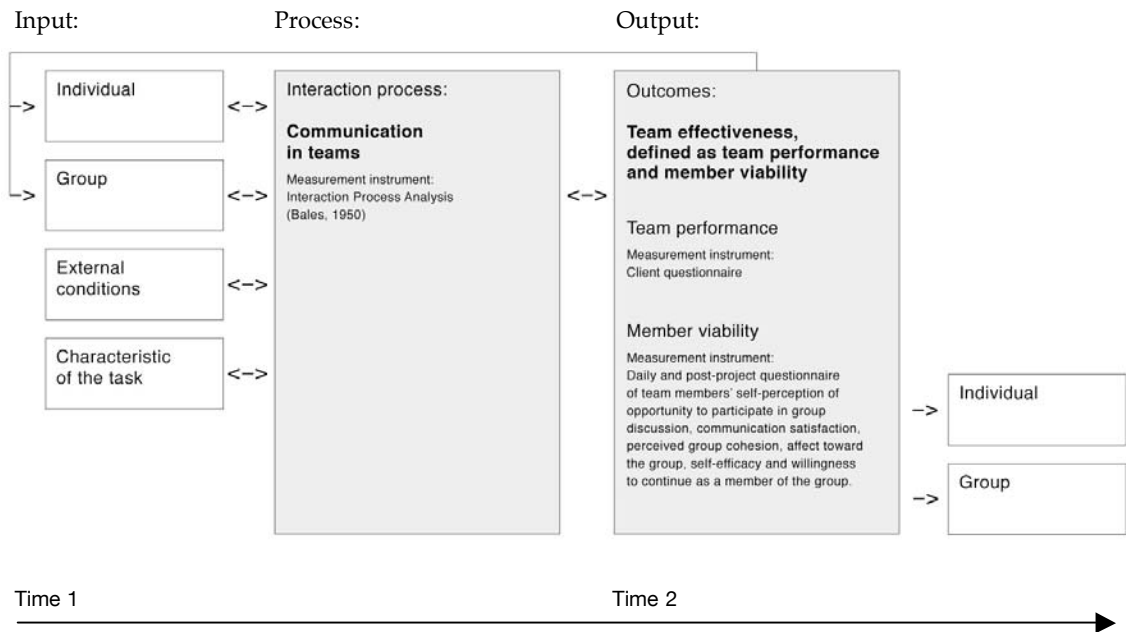 Input:
Process:
Output:
Individual
Group
External
conditions
Characteristic
of the task
Interaction process:
Communication
in teams
Measurement instrument:
Interaction Process Analysis
(Bales, 1950)
Outcomes:
Team effectiveness,
defined as team performance
and member viability
Team performance
Measurement instrument:
Client questionnaire
Member viability
Measurement instrument:
Daily and post-project questionnaire
of team members' self-perception of
opportunity to participate in group
discussion, communication satisfaction,
perceived group cohesion, affect toward
the group, self-efficacy and willingness
to continue as a member of the group.
Individual
Group
Time 1
Time 2